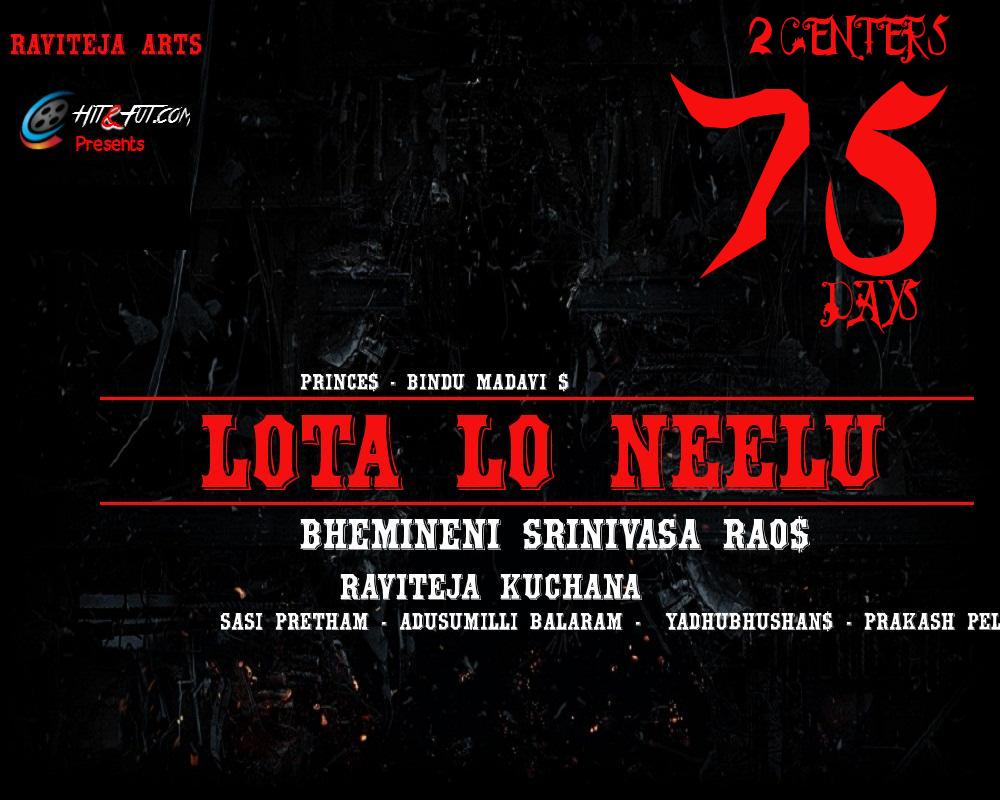 RAVITEJA ARTS
2 CENTERS
HIT&FUT.COM
Presents
75
DAYS
PRINCE$ - BINDU MADAVI $
LOTA LO NEELU
BHEMINENI SRINIVASA RAO$
RAVITEJA KUCHANA
SASI PRETHAM - ADUSUMILLI BALARAM - YADHUBHUSHAN$ - PRAKASH PEL